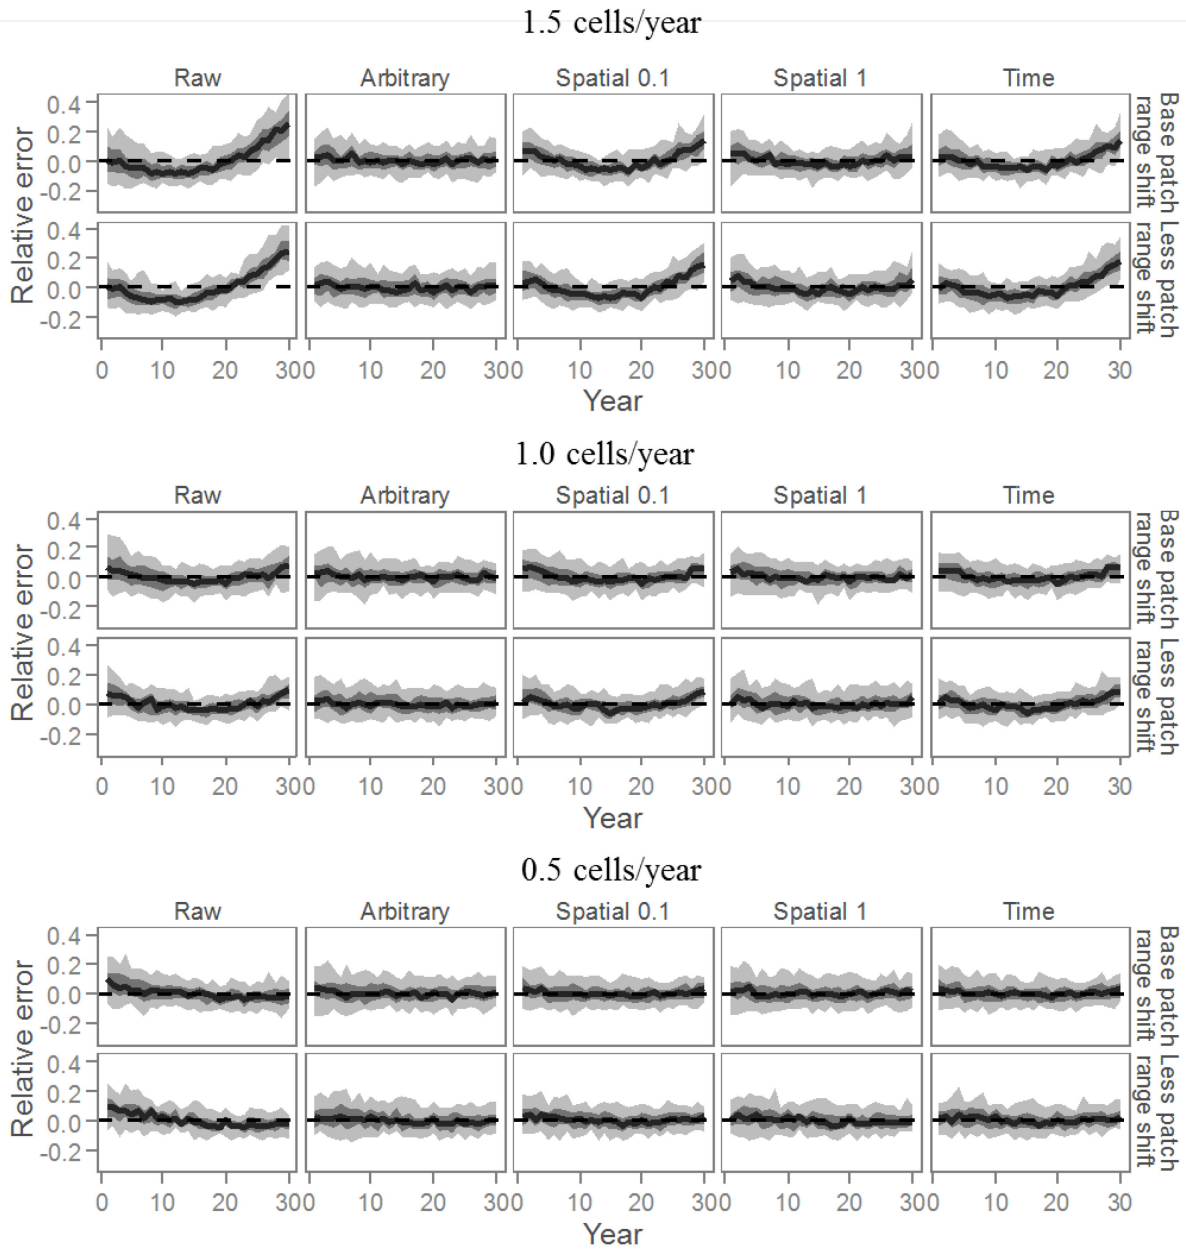 1.5 cells/year
Raw Arbitrary Spatial 0.1 Spatial 1 Time
Relative error
0.4
0.2
0.0
-0.2
Base patch
range shift
0.4
0.2
0.0
-0.2
Less patch
range shift
0 10 20 300 10 20 300 10 20 300 10 20 300 10 20 30
Year
1.0 cells/year
Raw Arbitrary Spatial 0.1 Spatial 1 Time
Relative error
0.4
0.2
0.0
-0.2
Base patch
range shift
0.4
0.2
0.0
-0.2
Less patch
range shift
0 10 20 300 10 20 300 10 20 300 10 20 300 10 20 30
Year
0.5 cells/year
Raw Arbitrary Spatial 0.1 Spatial 1 Time
Relative error
0.4
0.2
0.0
-0.2
Base patch
range shift
0.4
0.2
0.0
-0.2
Less patch
range shift
0 10 20 300 10 20 300 10 20 300 10 20 300 10 20 30
Year